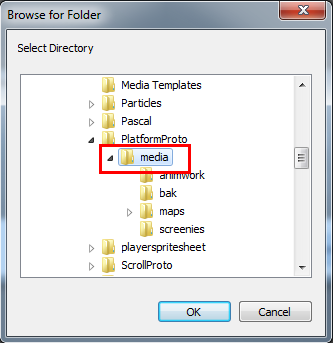 Browse for Folder
Select Directory
Media Templates
Particles
Pascal
PlatformProto
media
animwork
bak
maps
screenies
playerspritesheet
ScrollProto
OK
Cancel